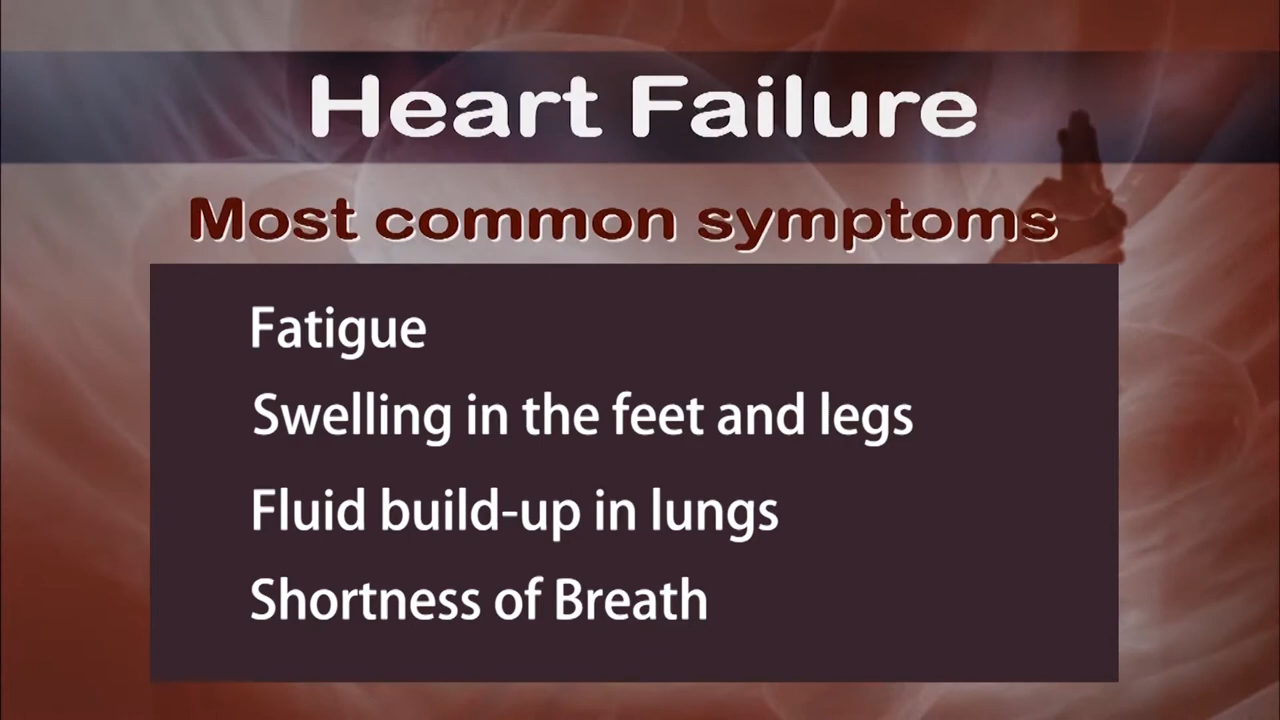 Heart Failure
Most common symptoms
Fatigue
Swelling in the feet and legs
Fluid build-up in lungs
Shortness of Breath